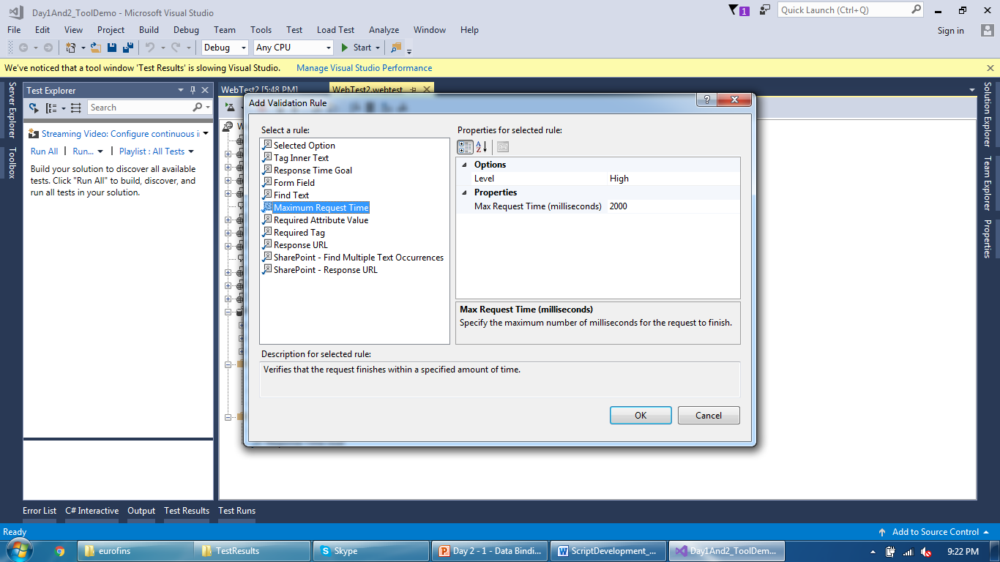 Day1And2_ToolDemo - Microsoft Visual Studio
1
Quick Launch (Ctrl+Q)
File Edit View Project Build Debug Team Tools Test Load Test Analyze Window Help
Sign in
Debug Any CPU Start
We've noticed that a tool window 'Test Results' is slowing Visual Studio. Manage Visual Studio Performance
Server Explorer
Toolbox
Test Explorer
Search
Streaming Video: Configure continuous i
Run All | Run... | Playlist : All Tests
Build your solution to discover all available
tests. Click "Run All" to build, discover, and
run all tests in your solution.
WebTest2 [5:48 PM]
WebTest2.webtest
W
Add Validation Rule
?
Select a rule:
Selected Option
Tag Inner Text
Response Time Goal
Form Field
Find Text
Maximum Request Time
Required Attribute Value
Required Tag
Response URL
SharePoint - Find Multiple Text Occurrences
SharePoint - Response URL
Properties for selected rule:
Options
Level High
Properties
Max Request Time (milliseconds) 2000
Max Request Time (milliseconds)
Specify the maximum number of milliseconds for the request to finish.
Description for selected rule:
Verifies that the request finishes within a specified amount of time.
OK Cancel
Solution Explorer
Team Explorer
Properties
Error List C# Interactive Output Test Results Test Runs
Ready
Add to Source Control
eurofins
TestResults
Skype
Day 2 - 1 - Data Bindi...
ScriptDevelopment_...
Day1And2_ToolDem...
9:22 PM